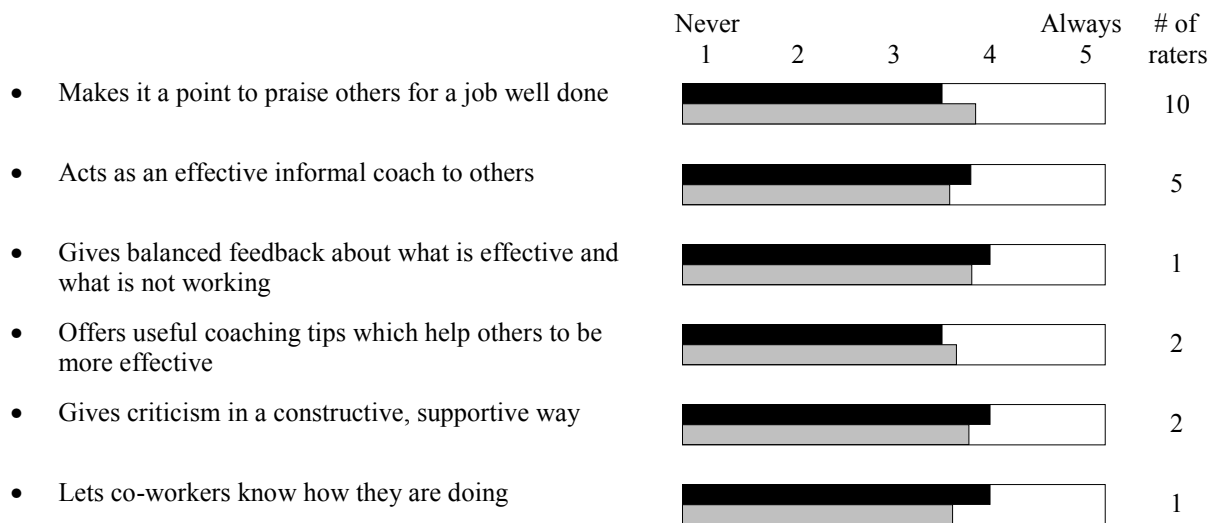 Never Always # of
1 2 3 4 5 raters
• Makes it a point to praise others for a job well done 10
• Acts as an effective informal coach to others 5
• Gives balanced feedback about what is effective and
what is not working 1
• Offers useful coaching tips which help others to be
more effective 2
• Gives criticism in a constructive, supportive way 2
• Lets co-workers know how they are doing 1